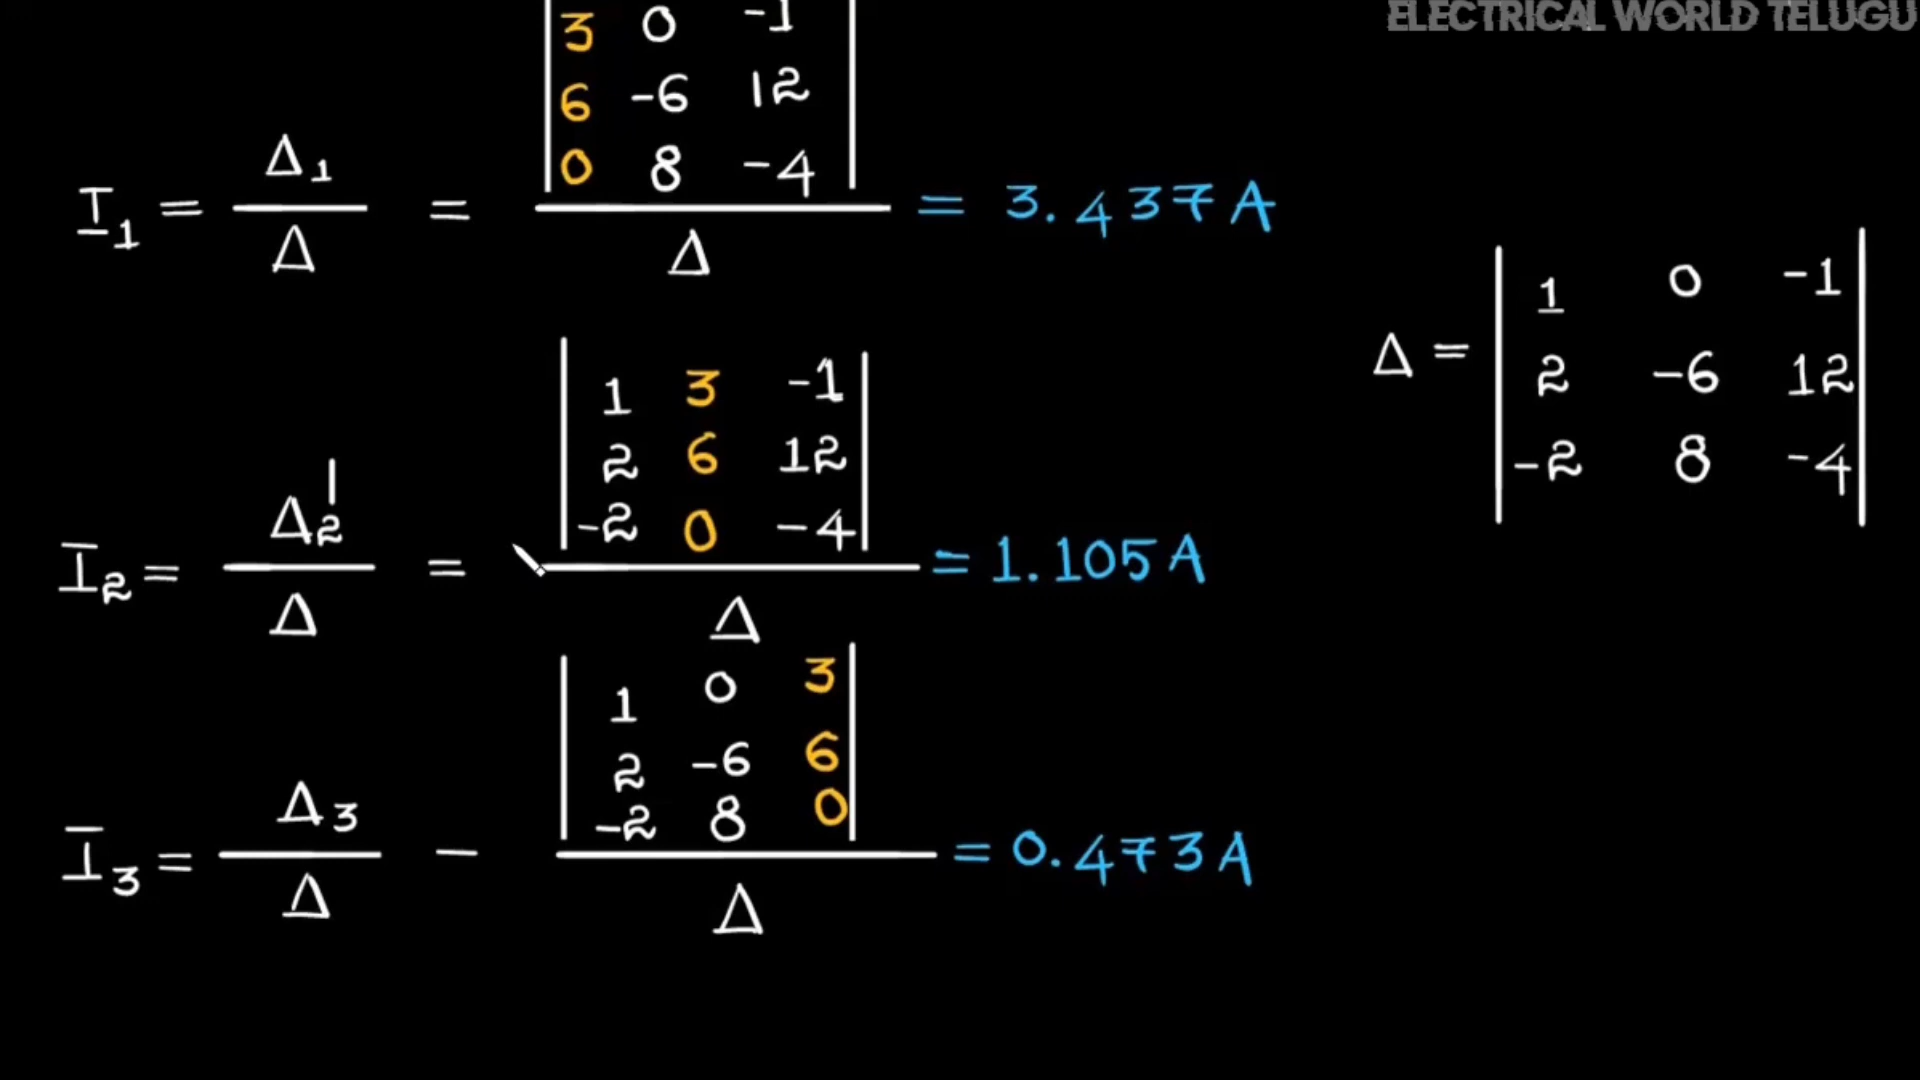 ELECTRICAL WORLD TELUGU
3 0 -1
6 -6 12
0 8 -4
I₁ = Δ₁ / Δ = / Δ = 3.437 A
Δ =
1 0 -1
2 -6 12
-2 8 -4
1 3 -1
2 6 12
-2 0 -4
I₂ = Δ₂ / Δ = / Δ = 1.105 A
1 0 3
2 -6 6
-2 8 0
I₃ = Δ₃ / Δ - / Δ = 0.473 A